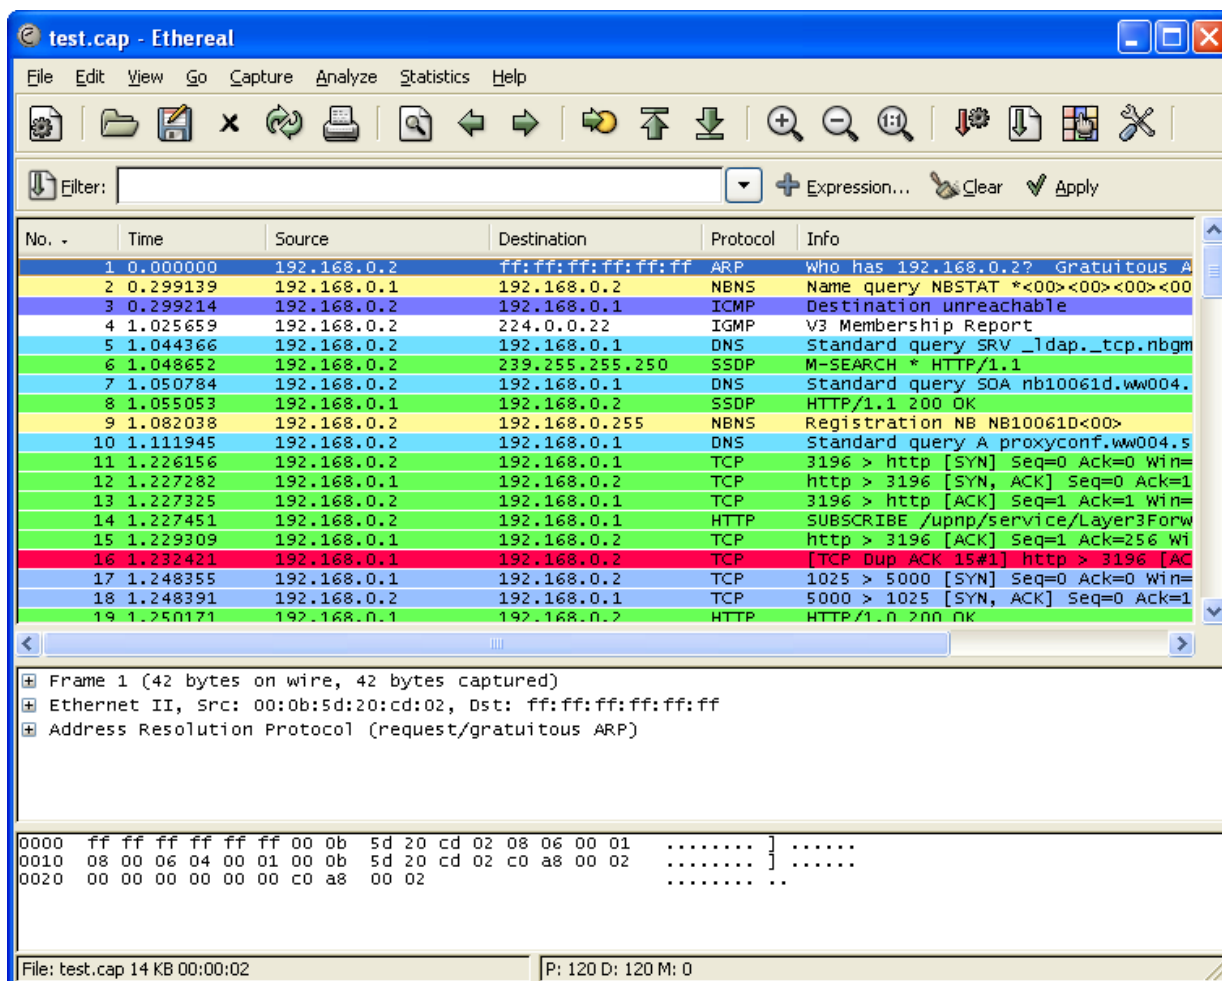 test.cap - Ethereal
File Edit View Go Capture Analyze Statistics Help
Filter: Expression... Clear Apply
No. Time Source Destination Protocol Info
1 0.000000 192.168.0.2 ff:ff:ff:ff:ff:ff ARP Who has 192.168.0.2? Gratuitous A
2 0.299139 192.168.0.1 192.168.0.2 NBNS Name query NBSTAT *<00><00><00><00
3 0.299214 192.168.0.2 192.168.0.1 ICMP Destination unreachable
4 1.025659 192.168.0.2 224.0.0.22 IGMP V3 Membership Report
5 1.044366 192.168.0.2 192.168.0.1 DNS Standard query SRV _ldap._tcp.nbgm
6 1.048652 192.168.0.2 239.255.255.250 SSDP M-SEARCH * HTTP/1.1
7 1.050784 192.168.0.2 192.168.0.1 DNS Standard query SOA nb10061d.ww004.
8 1.055053 192.168.0.1 192.168.0.2 SSDP HTTP/1.1 200 OK
9 1.082038 192.168.0.2 192.168.0.255 NBNS Registration NB NB10061D<00>
10 1.111945 192.168.0.2 192.168.0.1 DNS Standard query A proxyconf.ww004.s
11 1.226156 192.168.0.2 192.168.0.1 TCP 3196 > http [SYN] Seq=0 Ack=0 Win=
12 1.227282 192.168.0.1 192.168.0.2 TCP http > 3196 [SYN, ACK] Seq=0 Ack=1
13 1.227325 192.168.0.2 192.168.0.1 TCP 3196 > http [ACK] Seq=1 Ack=1 Win=
14 1.227451 192.168.0.2 192.168.0.1 HTTP SUBSCRIBE /upnp/service/Layer3Forw
15 1.229309 192.168.0.1 192.168.0.2 TCP http > 3196 [ACK] Seq=1 Ack=256 Wi
16 1.232421 192.168.0.1 192.168.0.2 TCP [TCP Dup ACK 15#1] http > 3196 [AC
17 1.248355 192.168.0.1 192.168.0.2 TCP 1025 > 5000 [SYN] Seq=0 Ack=0 Win=
18 1.248391 192.168.0.2 192.168.0.1 TCP 5000 > 1025 [SYN, ACK] Seq=0 Ack=1
19 1.250171 192.168.0.1 192.168.0.2 HTTP HTTP/1.0 200 OK
Frame 1 (42 bytes on wire, 42 bytes captured)
Ethernet II, Src: 00:0b:5d:20:cd:02, Dst: ff:ff:ff:ff:ff:ff
Address Resolution Protocol (request/gratuitous ARP)
0000 ff ff ff ff ff ff 00 0b 5d 20 cd 02 08 06 00 01 ........ ] ......
0010 08 00 06 04 00 01 00 0b 5d 20 cd 02 c0 a8 00 02 ........ ] ......
0020 00 00 00 00 00 00 c0 a8 00 02 ........ ..
File: test.cap 14 KB 00:00:02 P: 120 D: 120 M: 0